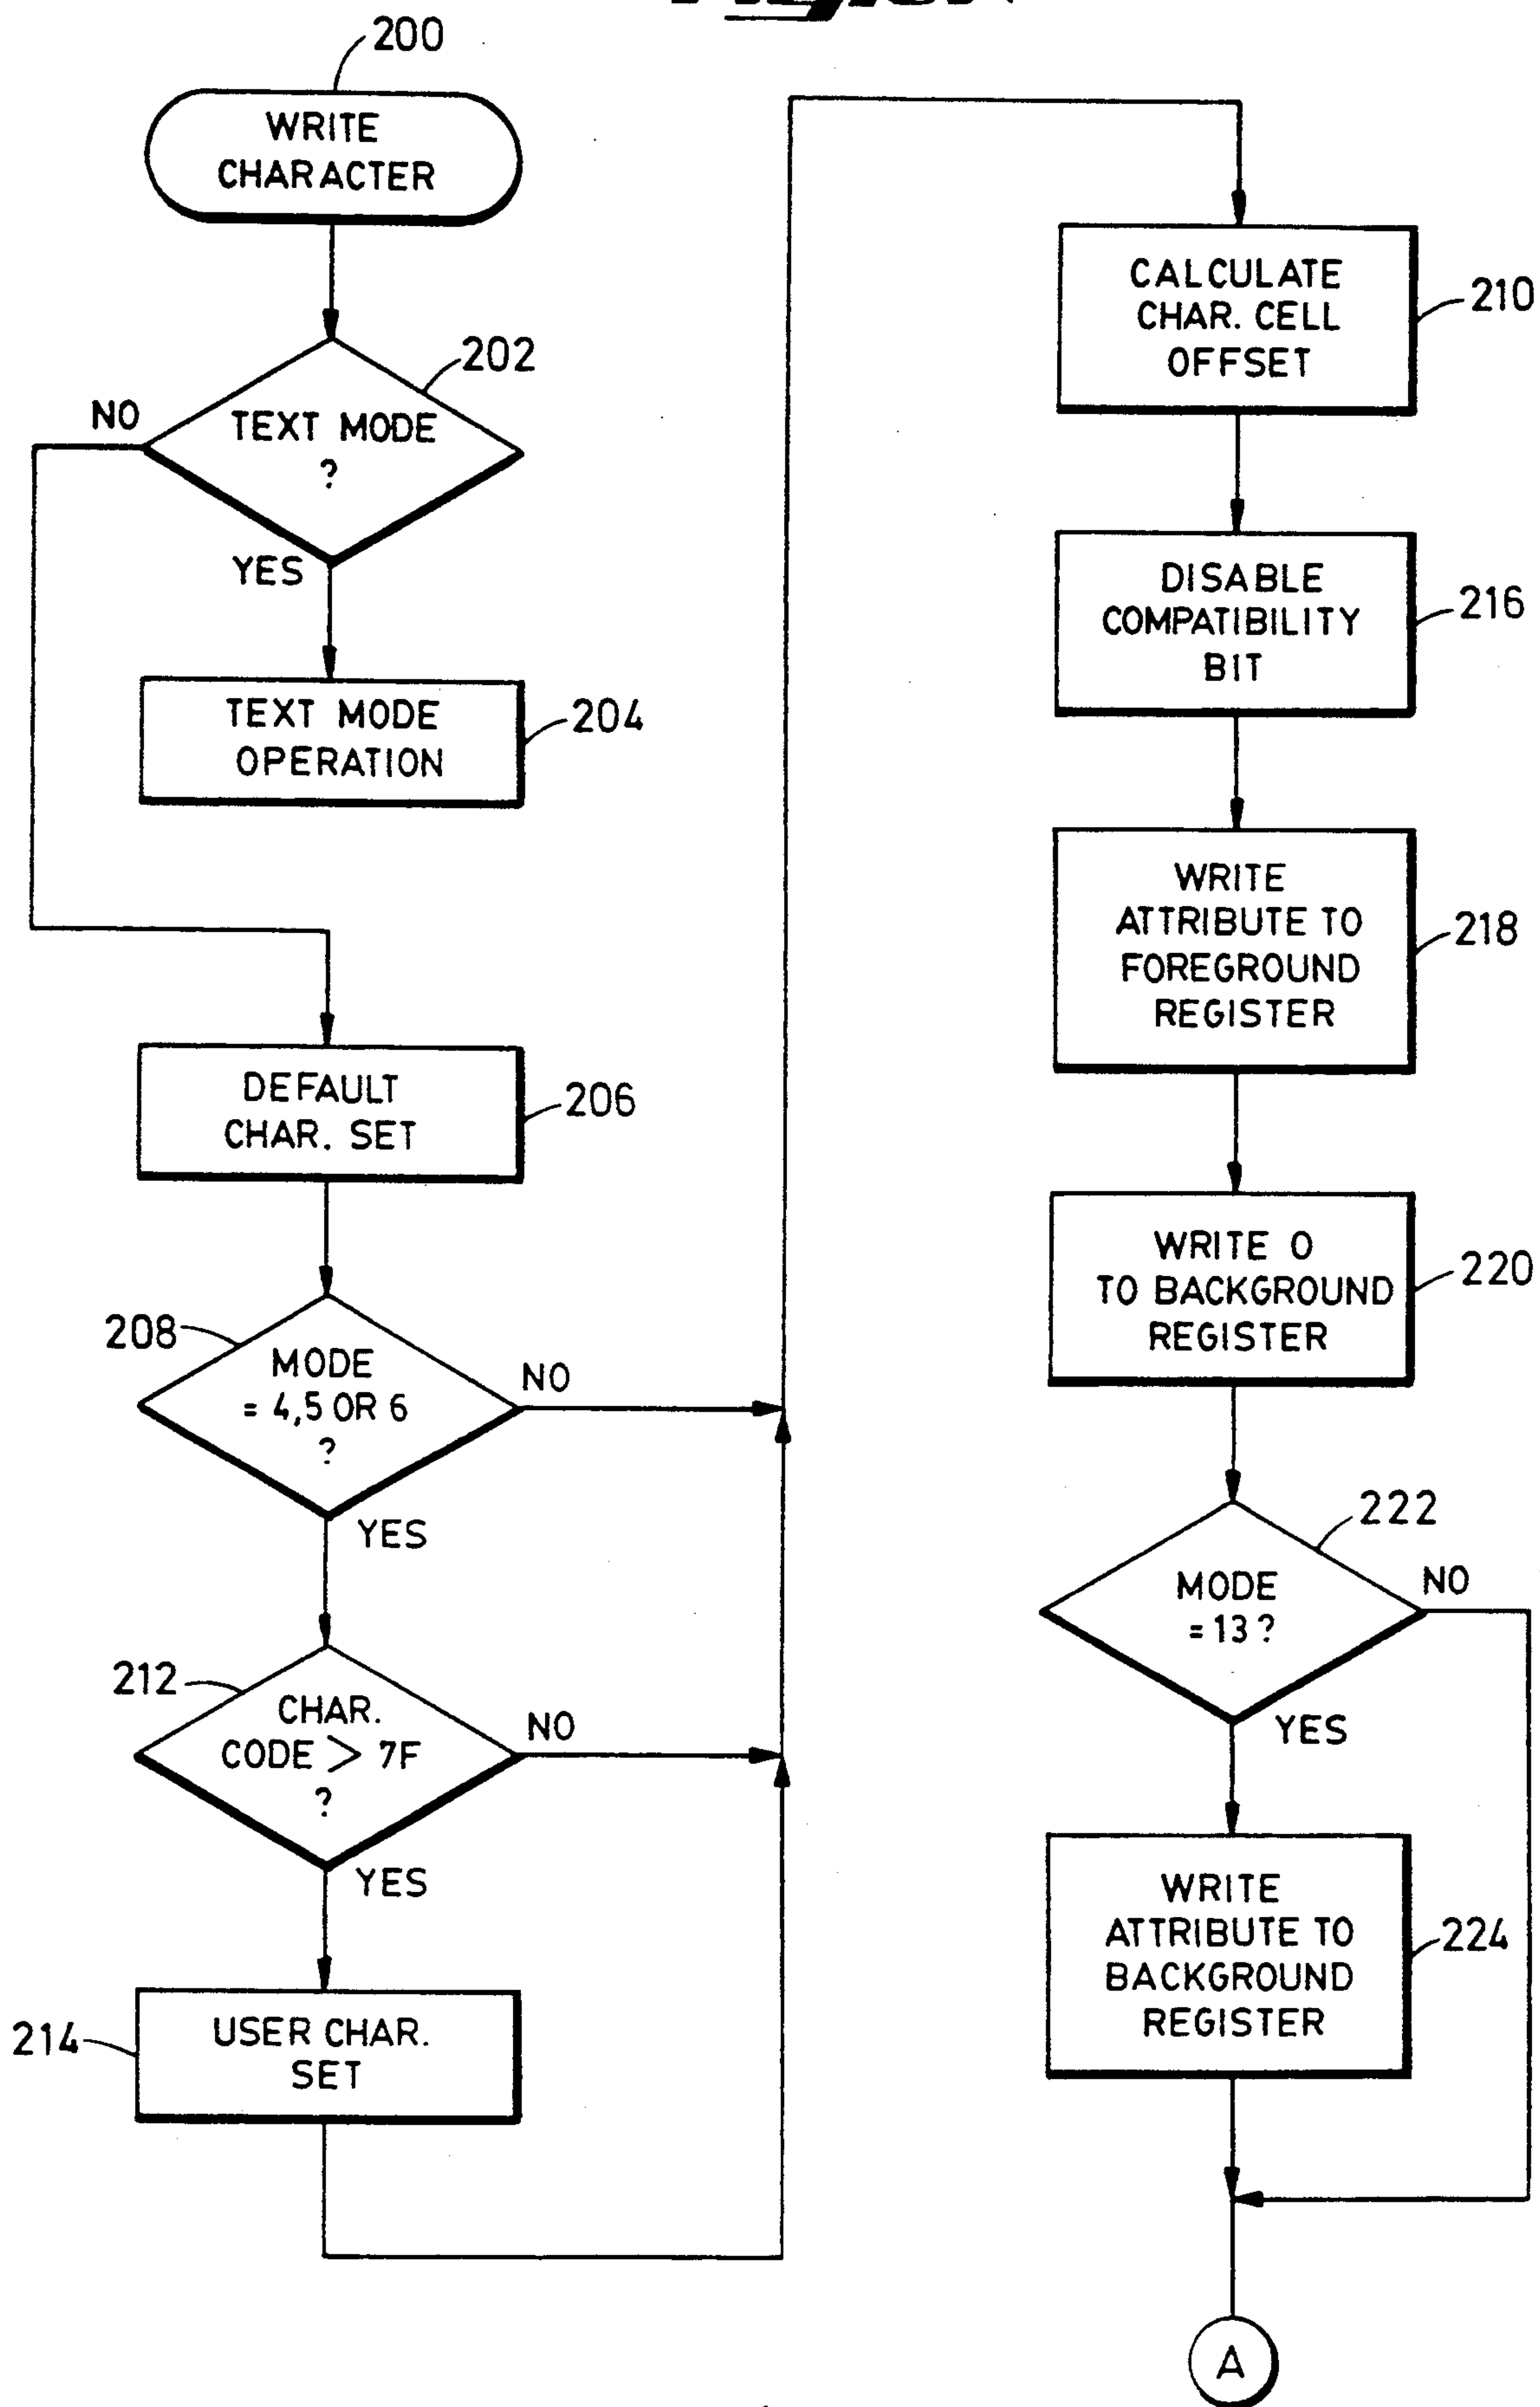 200
WRITE
CHARACTER
202
NO
TEXT MODE
?
YES
TEXT MODE
OPERATION
204
DEFAULT
CHAR. SET
206
208
MODE
= 4,5 OR 6
?
NO
YES
212
CHAR.
CODE > 7F
?
NO
YES
214
USER CHAR.
SET
CALCULATE
CHAR. CELL
OFFSET
210
DISABLE
COMPATIBILITY
BIT
216
WRITE
ATTRIBUTE TO
FOREGROUND
REGISTER
218
WRITE 0
TO BACKGROUND
REGISTER
220
222
MODE
= 13 ?
NO
YES
WRITE
ATTRIBUTE TO
BACKGROUND
REGISTER
224
A